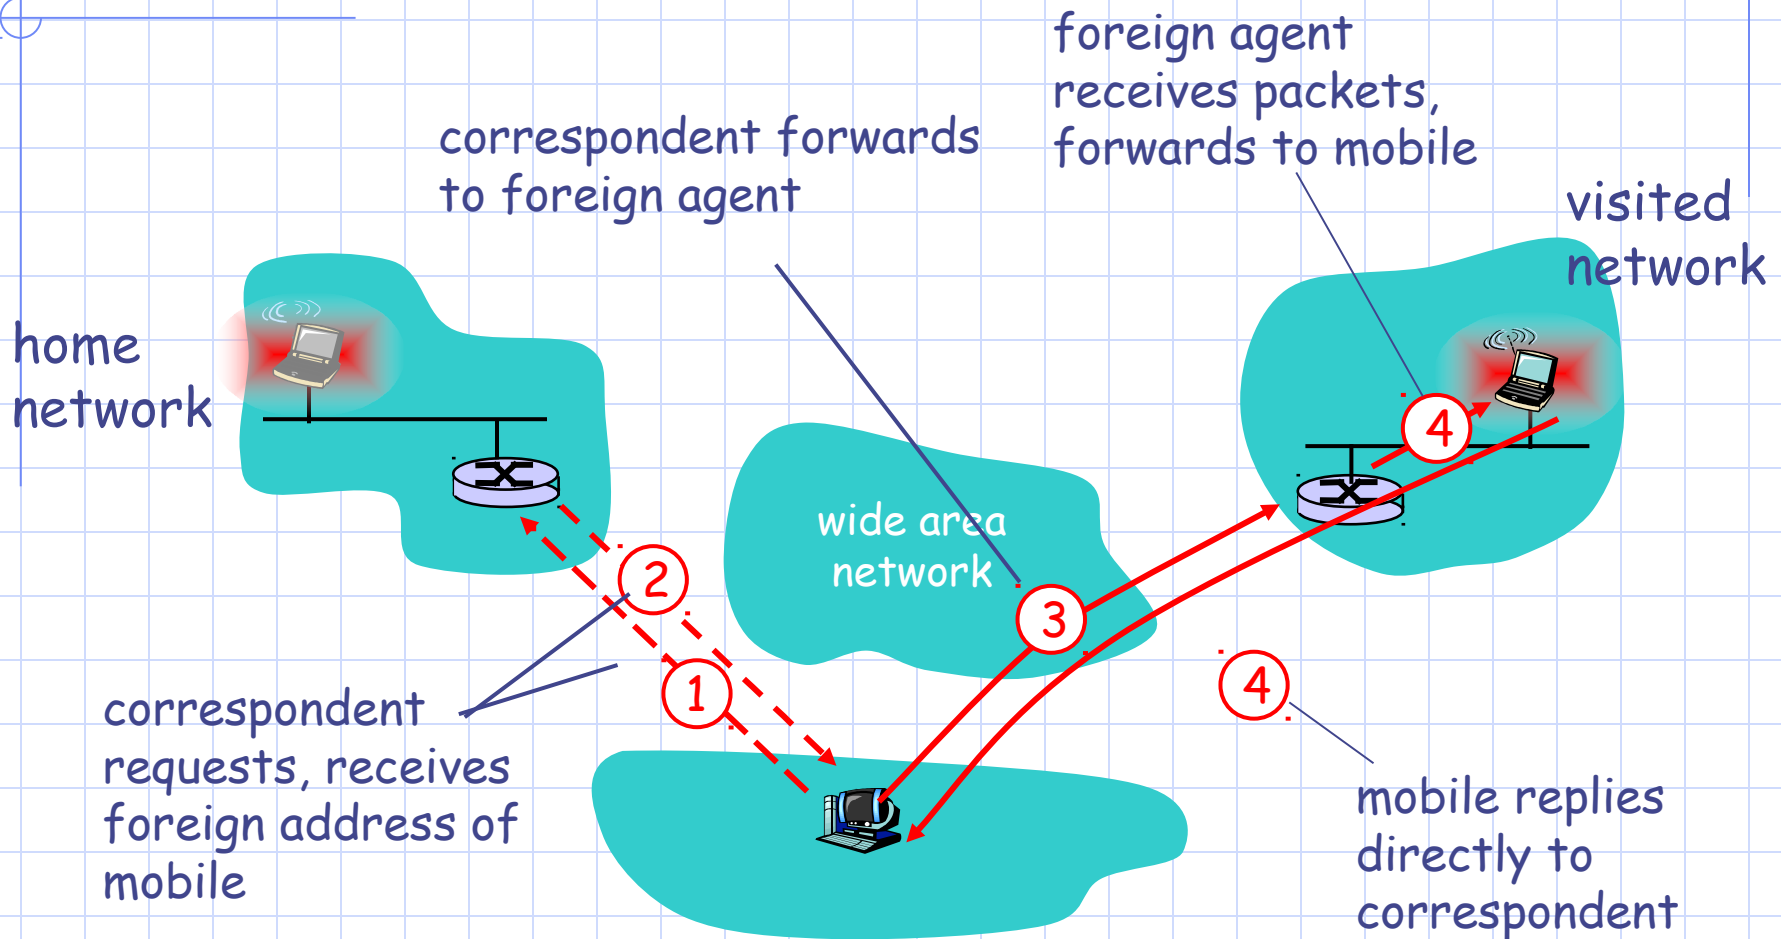 foreign agent
receives packets,
forwards to mobile
correspondent forwards
to foreign agent
visited
network
home
network
wide area
network
4
2
3
1
4
correspondent
requests, receives
foreign address of
mobile
mobile replies
directly to
correspondent